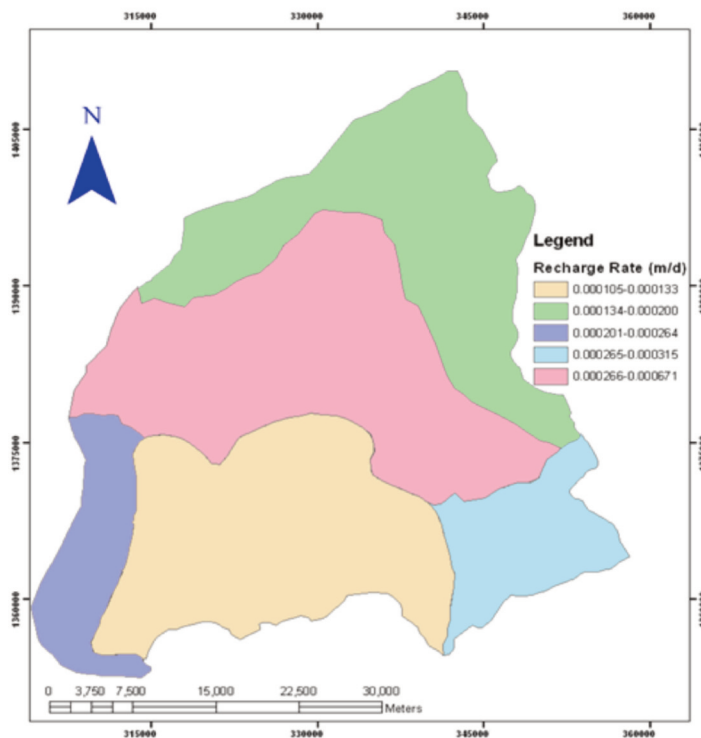 315000 330000 345000 360000
N
1405000
1390000
1375000
1360000
Legend
Recharge Rate (m/d)
0.000105-0.000133
0.000134-0.000200
0.000201-0.000264
0.000265-0.000315
0.000266-0.000671
0 3,750 7,500 15,000 22,500 30,000
Meters
315000 330000 345000 360000